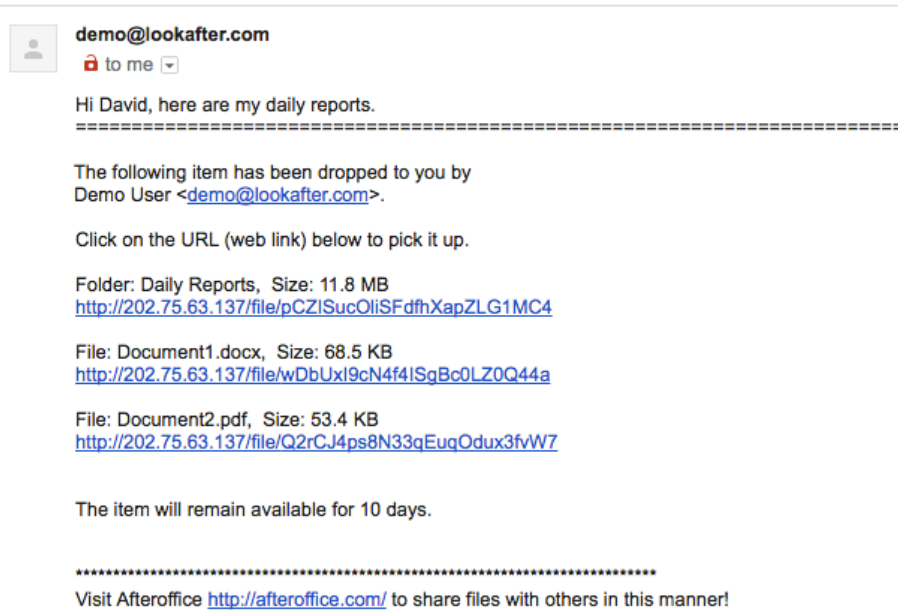 demo@lookafter.com
to me
Hi David, here are my daily reports.
==========================================================================
The following item has been dropped to you by
Demo User <demo@lookafter.com>.
Click on the URL (web link) below to pick it up.
Folder: Daily Reports,  Size: 11.8 MB
http://202.75.63.137/file/pCZlSucOliSFdfhXapZLG1MC4
File: Document1.docx,  Size: 68.5 KB
http://202.75.63.137/file/wDbUxI9cN4f4ISgBc0LZ0Q44a
File: Document2.pdf,  Size: 53.4 KB
http://202.75.63.137/file/Q2rCJ4ps8N33qEuqOdux3fvW7
The item will remain available for 10 days.
******************************************************************************
Visit Afteroffice http://afteroffice.com/ to share files with others in this manner!